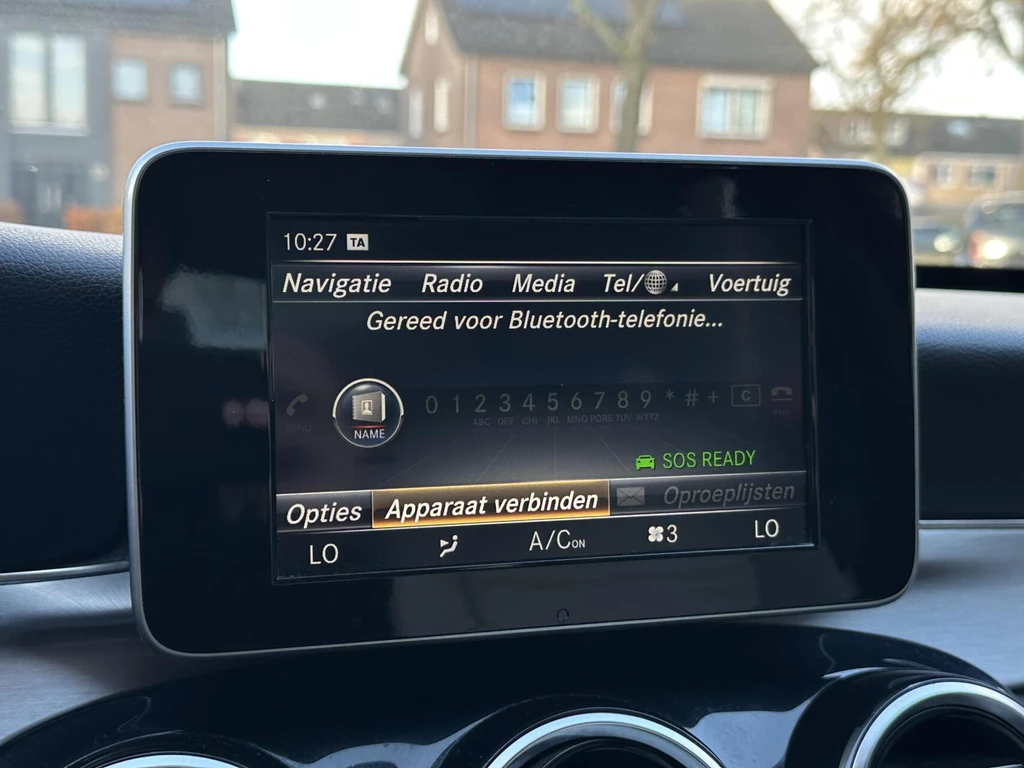 10:27 TA
Navigatie Radio Media Tel/ Voertuig
Gereed voor Bluetooth-telefonie...
0 1 2 3 4 5 6 7 8 9 * # + C
SEND NAME ABC DEF GHI JKL MNO PQRS TUV WXYZ END
SOS READY
Opties Apparaat verbinden Oproeplijsten
LO A/C ON 3 LO